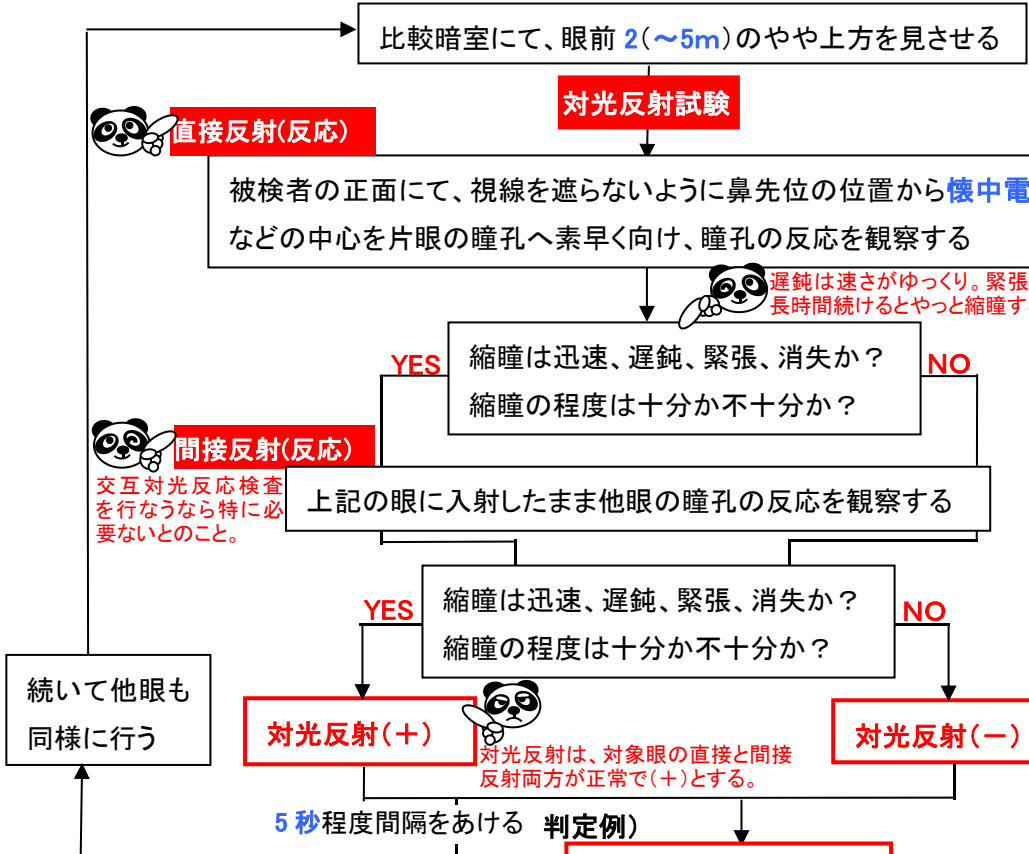 比較暗室にて、眼前 2(～5m)のやや上方を見させる
対光反射試験
直接反射(反応)
被検者の正面にて、視線を遮らないように鼻先位の位置から懐中電
などの中心を片眼の瞳孔へ素早く向け、瞳孔の反応を観察する
遅鈍は速さがゆっくり。緊張
長時間続けるとやっと縮瞳す
YES
縮瞳は迅速、遅鈍、緊張、消失か？
縮瞳の程度は十分か不十分か？
NO
間接反射(反応)
交互対光反応検査
を行なうなら特に必
要ないとのこと。
上記の眼に入射したまま他眼の瞳孔の反応を観察する
YES
縮瞳は迅速、遅鈍、緊張、消失か？
縮瞳の程度は十分か不十分か？
NO
続いて他眼も
同様に行う
対光反射(＋)
対光反射は、対象眼の直接と間接
反射両方が正常で(＋)とする。
対光反射(－)
5 秒程度間隔をあける
判定例)